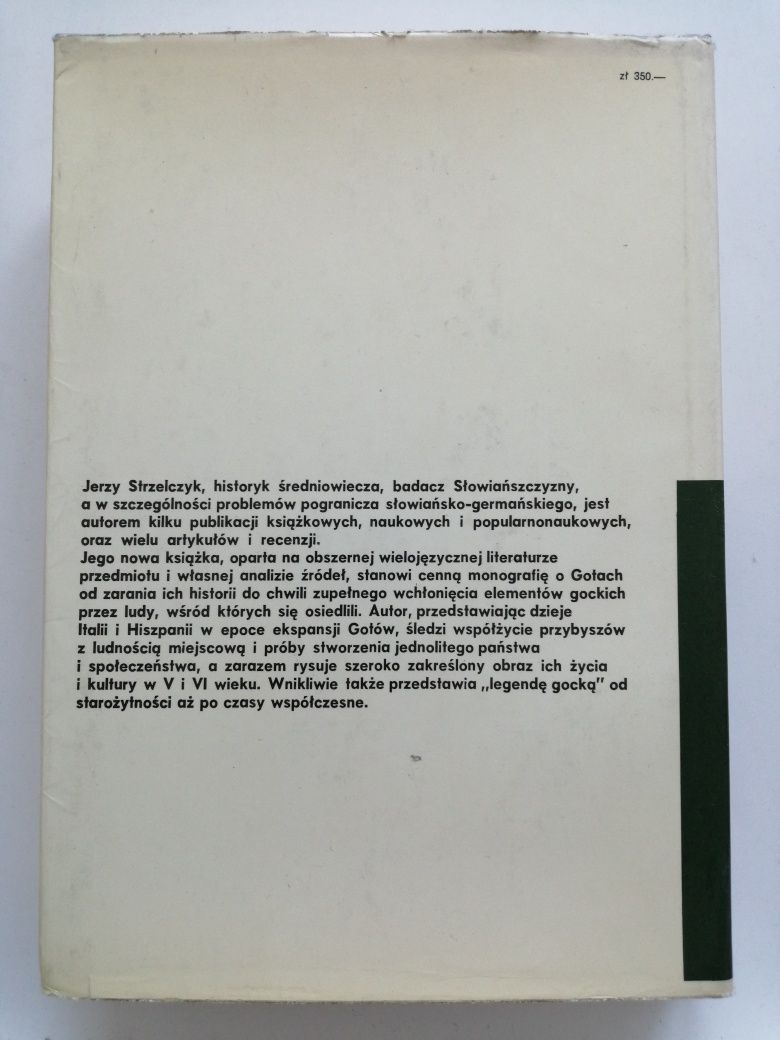 zł 350.—
Jerzy Strzelczyk, historyk średniowiecza, badacz Słowiańszczyzny,
a w szczególności problemów pogranicza słowiańsko-germańskiego, jest
autorem kilku publikacji książkowych, naukowych i popularnonaukowych,
oraz wielu artykułów i recenzji.
Jego nowa książka, oparta na obszernej wielojęzycznej literaturze
przedmiotu i własnej analizie źródeł, stanowi cenną monografię o Gotach
od zarania ich historii do chwili zupełnego wchłonięcia elementów gockich
przez ludy, wśród których się osiedlili. Autor, przedstawiając dzieje
Italii i Hiszpanii w epoce ekspansji Gotów, śledzi współżycie przybyszów
z ludnością miejscową i próby stworzenia jednolitego państwa
i społeczeństwa, a zarazem rysuje szeroko zakreślony obraz ich życia
i kultury w V i VI wieku. Wnikliwie także przedstawia „legendę gocką" od
starożytności aż po czasy współczesne.